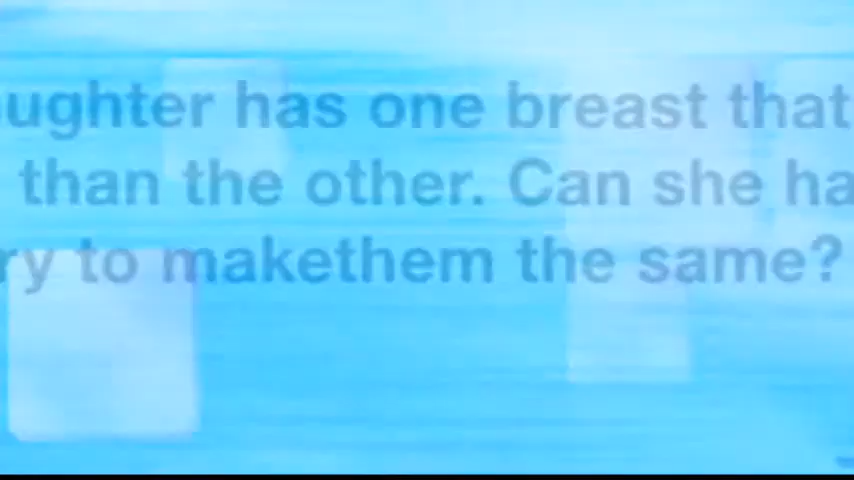 ughter has one breast that
than the other. Can she ha
ry to makethem the same?